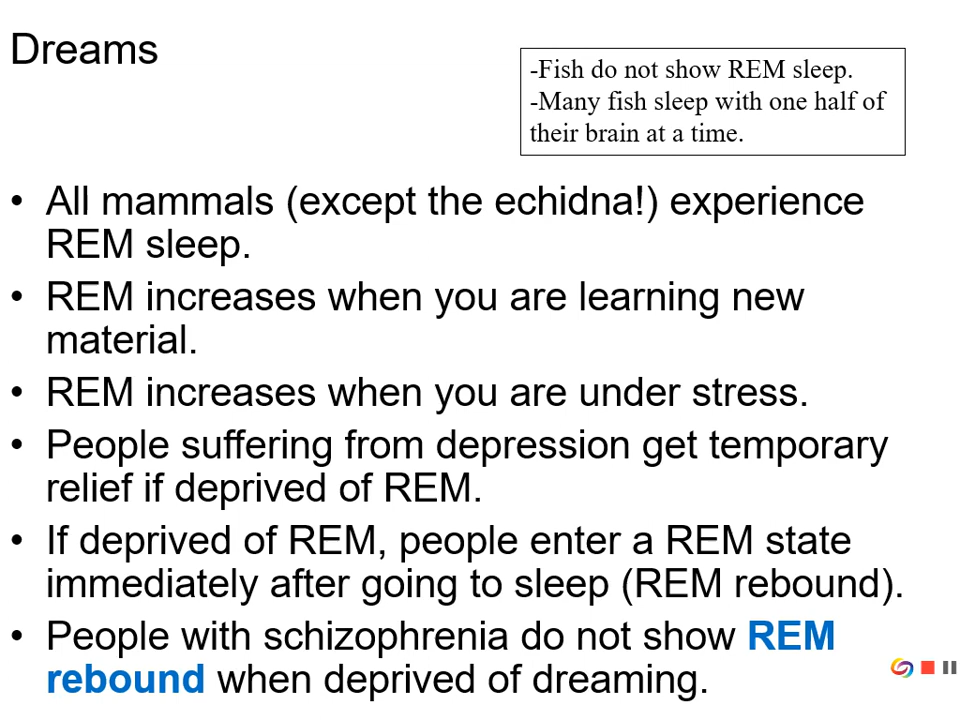 Dreams
-Fish do not show REM sleep.
-Many fish sleep with one half of
their brain at a time.
• All mammals (except the echidna!) experience
REM sleep.
• REM increases when you are learning new
material.
• REM increases when you are under stress.
• People suffering from depression get temporary
relief if deprived of REM.
• If deprived of REM, people enter a REM state
immediately after going to sleep (REM rebound).
• People with schizophrenia do not show REM
rebound when deprived of dreaming.